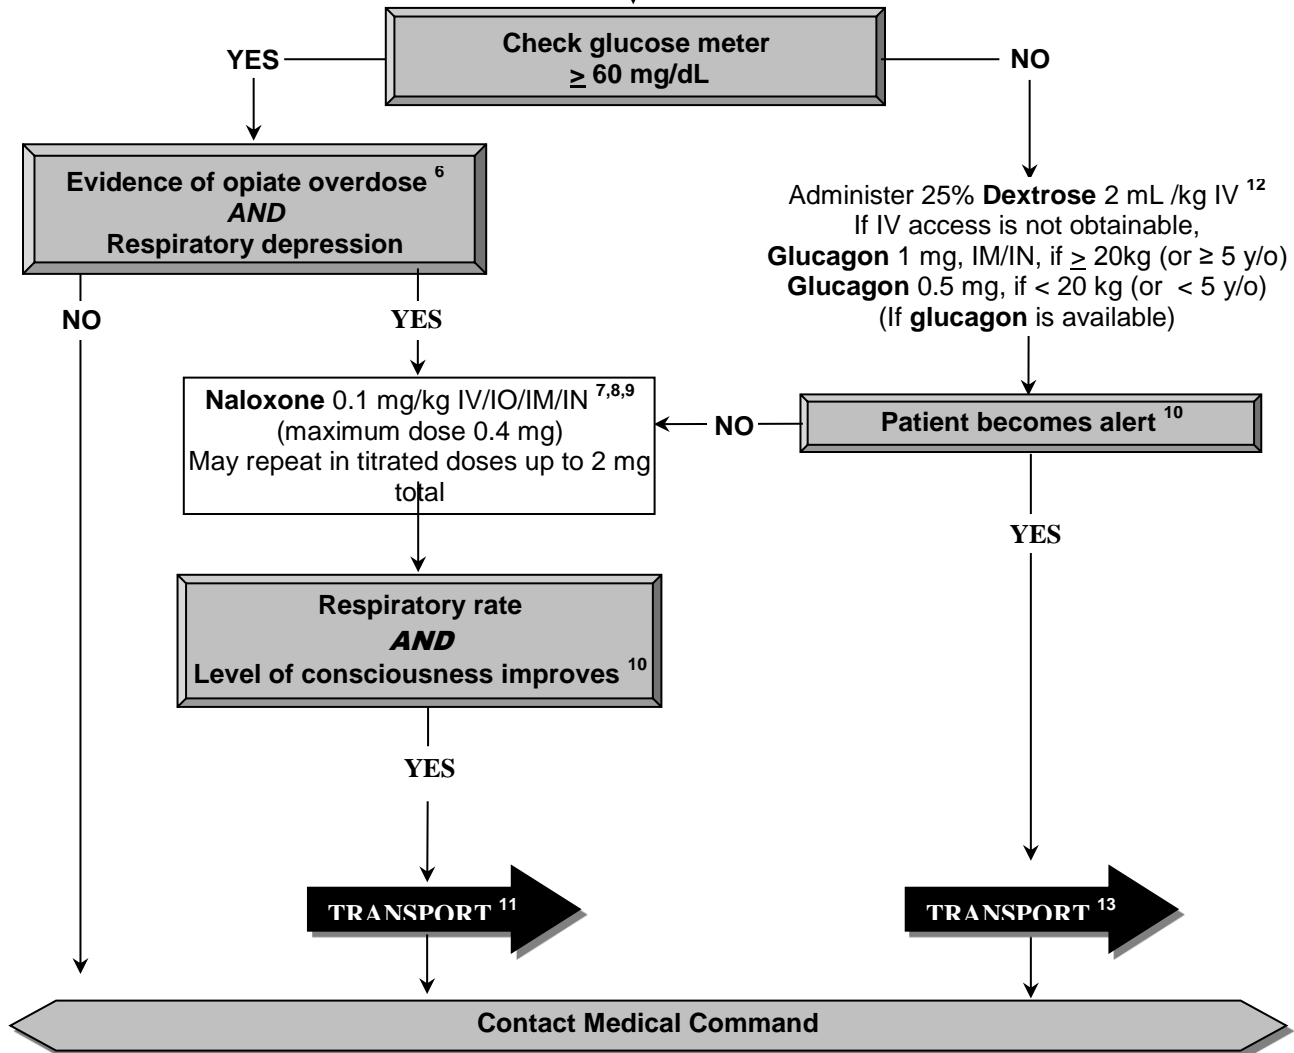 Check glucose meter
≥ 60 mg/dL
YES
NO
Evidence of opiate overdose 6
AND
Respiratory depression
Administer 25% Dextrose 2 mL /kg IV 12
If IV access is not obtainable,
Glucagon 1 mg, IM/IN, if ≥ 20kg (or ≥ 5 y/o)
Glucagon 0.5 mg, if < 20 kg (or < 5 y/o)
(If glucagon is available)
NO
YES
Naloxone 0.1 mg/kg IV/IO/IM/IN 7,8,9
(maximum dose 0.4 mg)
May repeat in titrated doses up to 2 mg
total
NO
Patient becomes alert 10
YES
Respiratory rate
AND
Level of consciousness improves 10
YES
TRANSPORT 11
TRANSPORT 13
Contact Medical Command